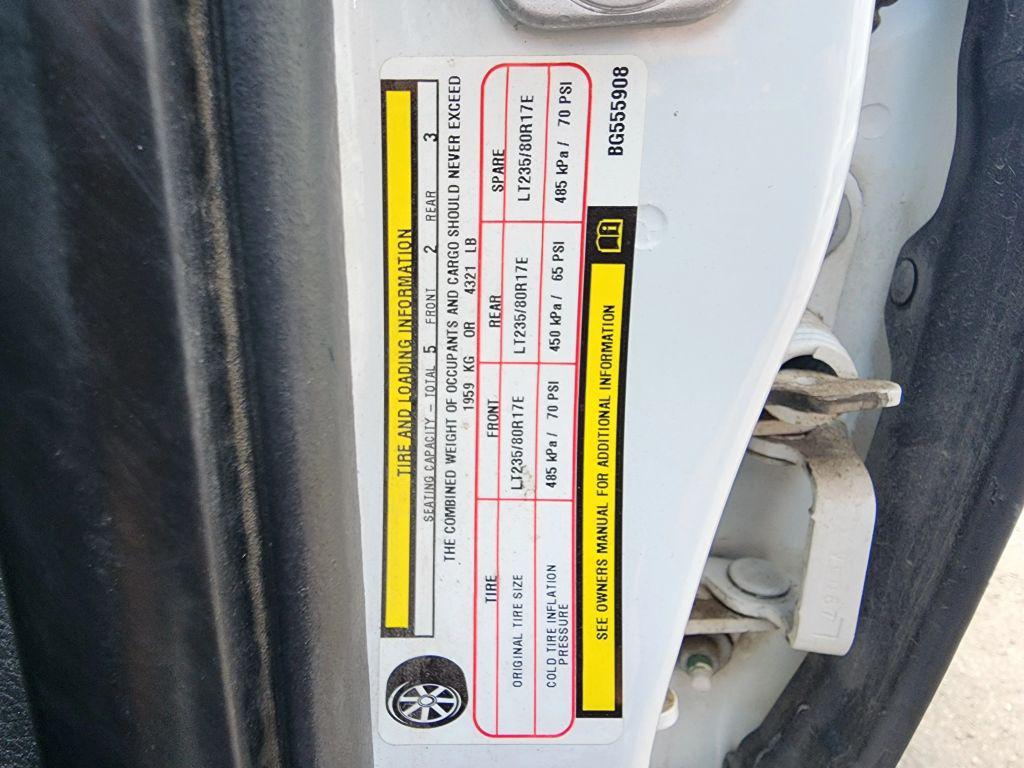 TIRE AND LOADING INFORMATION
SEATING CAPACITY – TOTAL 5 FRONT 2 REAR 3
THE COMBINED WEIGHT OF OCCUPANTS AND CARGO SHOULD NEVER EXCEED
1959 KG OR 4321 LB
TIRE FRONT REAR SPARE
ORIGINAL TIRE SIZE LT235/80R17E LT235/80R17E LT235/80R17E
COLD TIRE INFLATION PRESSURE 485 kPa / 70 PSI 450 kPa / 65 PSI 485 kPa / 70 PSI
SEE OWNERS MANUAL FOR ADDITIONAL INFORMATION
BG555908